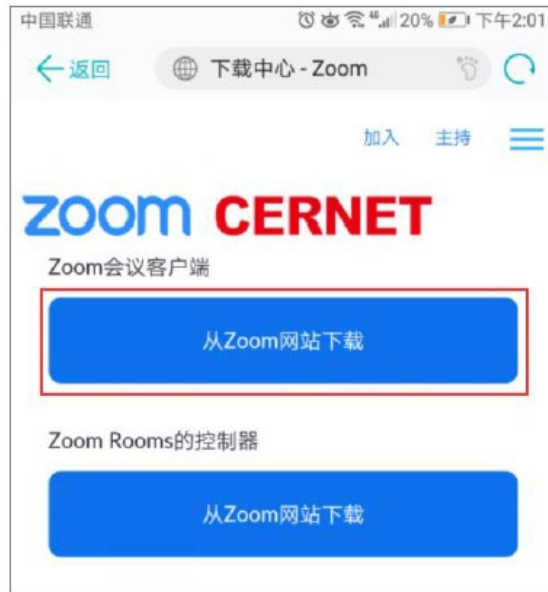 中国联通 46 20% 下午2:01
返回 下载中心 - Zoom
加入 主持
zoom CERNET
Zoom会议客户端
从Zoom网站下载
Zoom Rooms的控制器
从Zoom网站下载